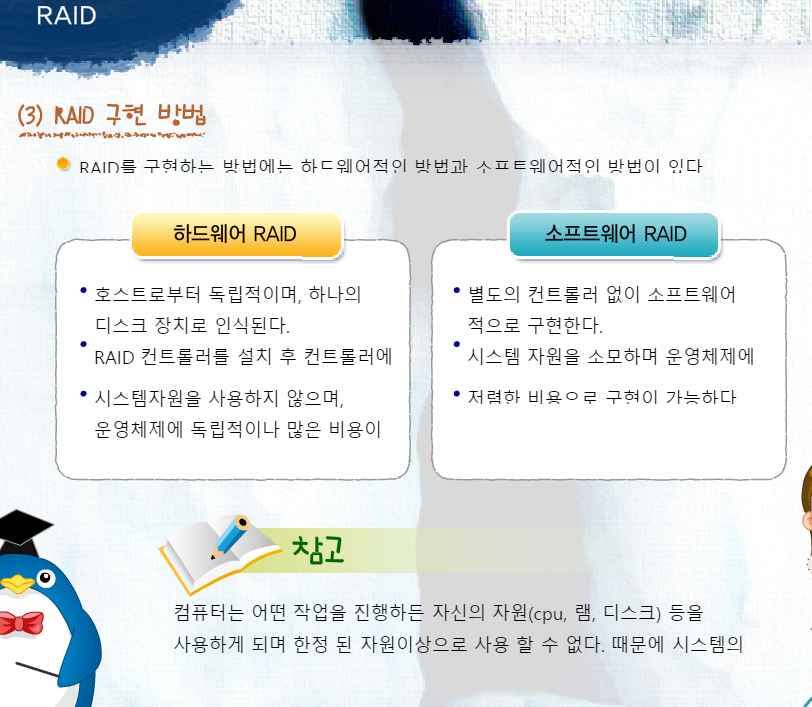 RAID
(3) RAID 구현 방법
RAID를 구현하는 방법에는 하드웨어적인 방법과 소프트웨어적인 방법이 있다
하드웨어 RAID
호스트로부터 독립적이며, 하나의
디스크 장치로 인식된다.
RAID 컨트롤러를 설치 후 컨트롤러에
시스템자원을 사용하지 않으며,
운영체제에 독립적이나 많은 비용이
소프트웨어 RAID
별도의 컨트롤러 없이 소프트웨어
적으로 구현한다.
시스템 자원을 소모하며 운영체제에
저렴한 비용으로 구현이 가능하다
참고
컴퓨터는 어떤 작업을 진행하든 자신의 자원(cpu, 램, 디스크) 등을
사용하게 되며 한정 된 자원이상으로 사용 할 수 없다. 때문에 시스템의